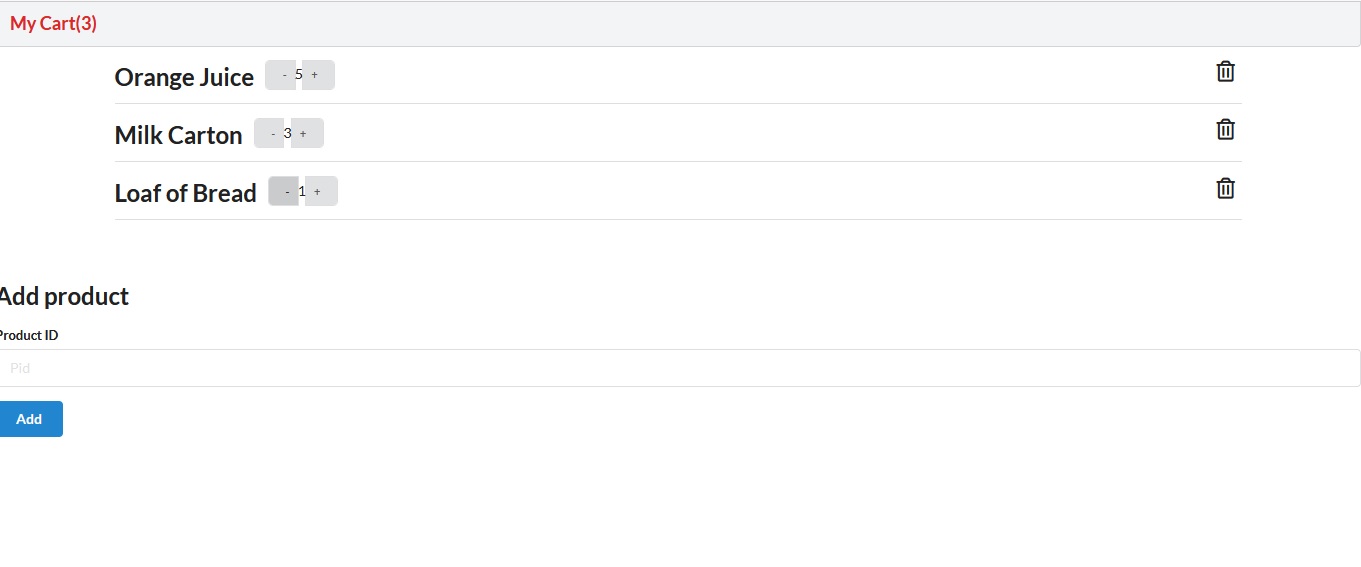 My Cart(3)
Orange Juice - 5 +
Milk Carton - 3 +
Loaf of Bread - 1 +
Add product
Product ID
Pid
Add